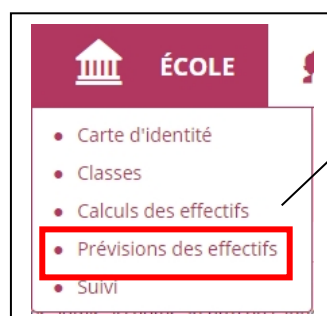 ÉCOLE
Carte d'identité
Classes
Calculs des effectifs
Prévisions des effectifs
Suivi